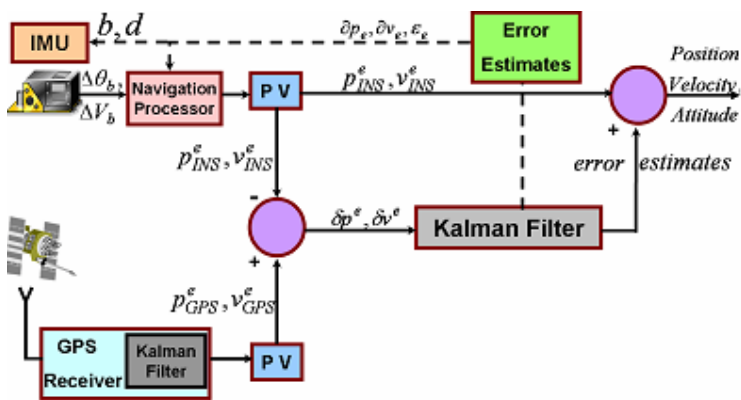 IMU
b, d
∂p_e, ∂v_e, ε_e
Error
Estimates
Δθ_b,
ΔV_b
Navigation
Processor
P V
p^e_INS, v^e_INS
Position
Velocity,
Attitude
+
p^e_INS, v^e_INS
error estimates
-
δp^e, δv^e
Kalman Filter
+
p^e_GPS, v^e_GPS
GPS
Receiver
Kalman
Filter
P V